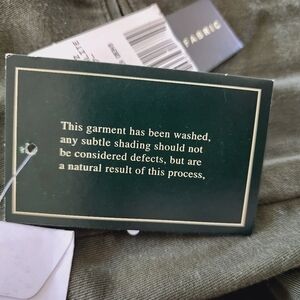 FABRIC
This garment has been washed,
any subtle shading should not
be considered defects, but are
a natural result of this process,